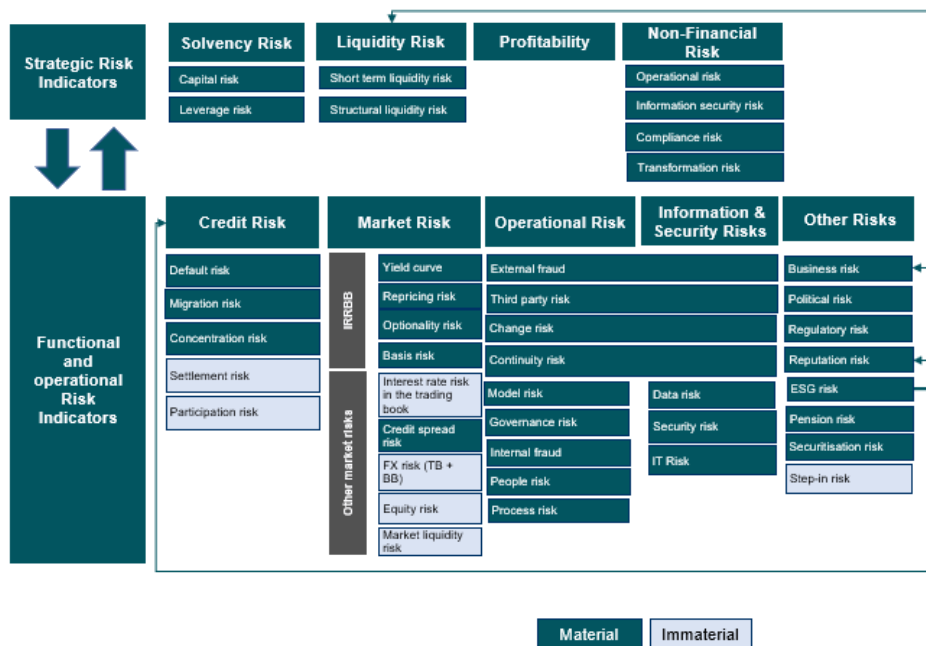 Strategic Risk
Indicators
Solvency Risk
Capital risk
Leverage risk
Liquidity Risk
Short term liquidity risk
Structural liquidity risk
Profitability
Non-Financial
Risk
Operational risk
Information security risk
Compliance risk
Transformation risk
Functional
and
operational
Risk
Indicators
Credit Risk
Default risk
Migration risk
Concentration risk
Settlement risk
Participation risk
Market Risk
IRRBB
Yield curve
Repricing risk
Optionality risk
Basis risk
Other market risks
Interest rate risk
in the trading
book
Credit spread
risk
FX risk (TB +
BB)
Equity risk
Market liquidity
risk
Operational Risk
Information &
Security Risks
External fraud
Third party risk
Change risk
Continuity risk
Model risk
Governance risk
Internal fraud
People risk
Process risk
Data risk
Security risk
IT Risk
Other Risks
Business risk
Political risk
Regulatory risk
Reputation risk
ESG risk
Pension risk
Securitisation risk
Step-in risk
Material
Immaterial